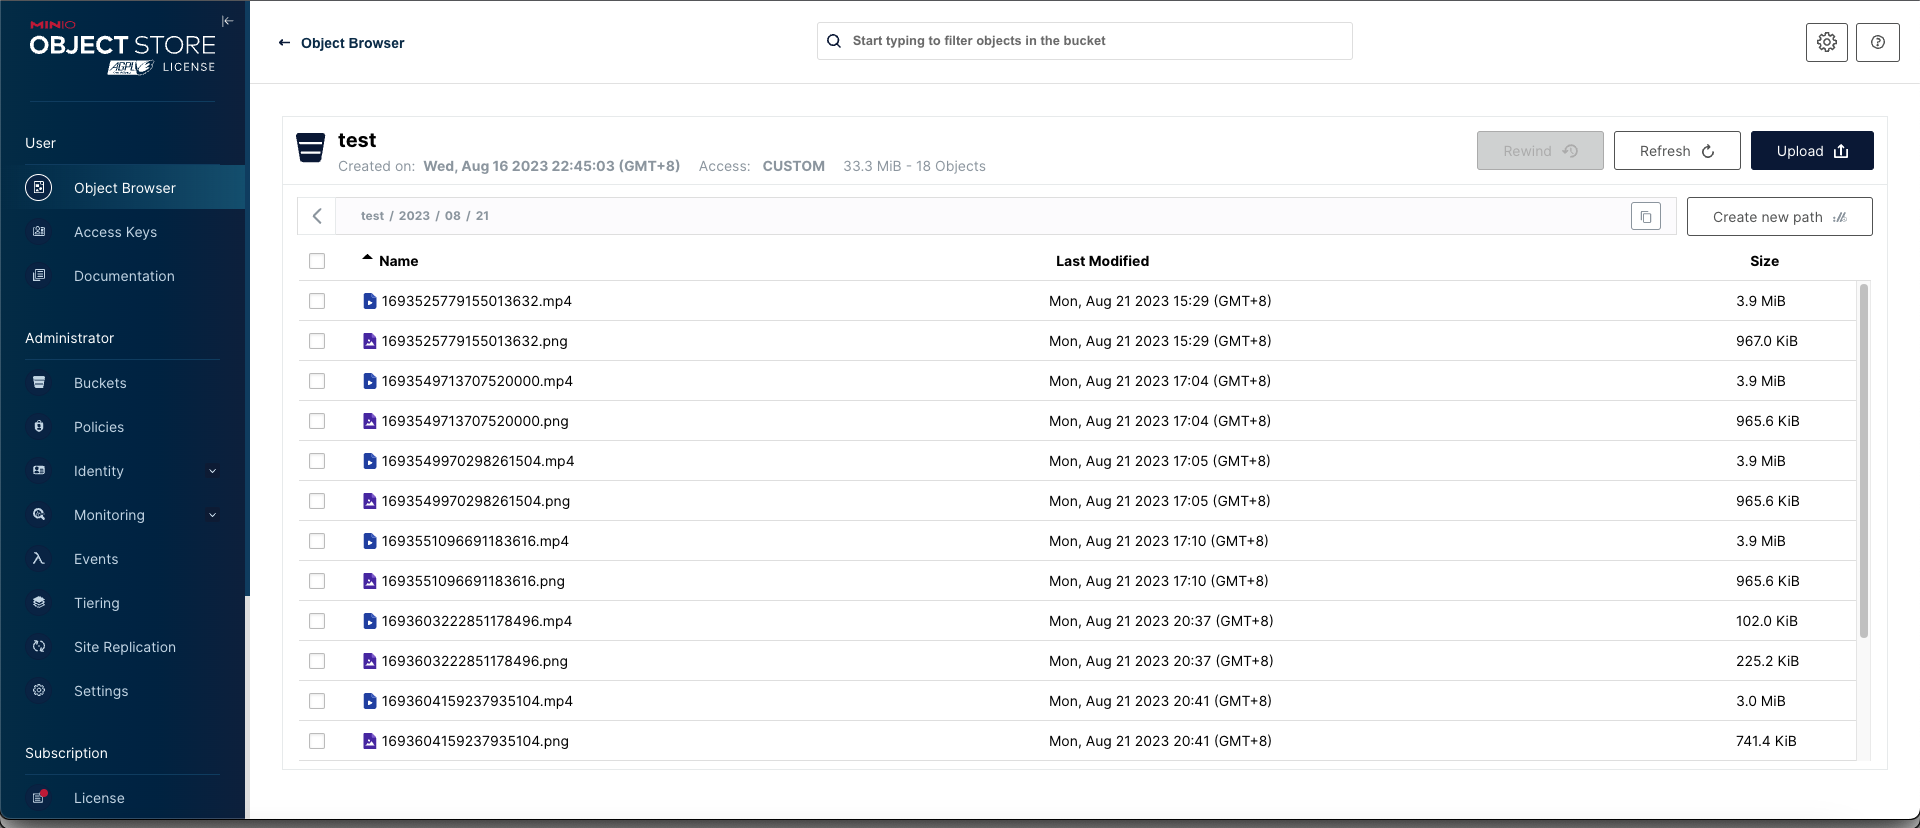 MINIO
OBJECT STORE
AGPLv3 LICENSE
User
Object Browser
Access Keys
Documentation
Administrator
Buckets
Policies
Identity
Monitoring
Events
Tiering
Site Replication
Settings
Subscription
License
← Object Browser
Start typing to filter objects in the bucket
test
Created on: Wed, Aug 16 2023 22:45:03 (GMT+8) Access: CUSTOM 33.3 MiB - 18 Objects
Rewind
Refresh
Upload
test / 2023 / 08 / 21
Create new path
Name Last Modified Size
1693525779155013632.mp4 Mon, Aug 21 2023 15:29 (GMT+8) 3.9 MiB
1693525779155013632.png Mon, Aug 21 2023 15:29 (GMT+8) 967.0 KiB
1693549713707520000.mp4 Mon, Aug 21 2023 17:04 (GMT+8) 3.9 MiB
1693549713707520000.png Mon, Aug 21 2023 17:04 (GMT+8) 965.6 KiB
1693549970298261504.mp4 Mon, Aug 21 2023 17:05 (GMT+8) 3.9 MiB
1693549970298261504.png Mon, Aug 21 2023 17:05 (GMT+8) 965.6 KiB
1693551096691183616.mp4 Mon, Aug 21 2023 17:10 (GMT+8) 3.9 MiB
1693551096691183616.png Mon, Aug 21 2023 17:10 (GMT+8) 965.6 KiB
1693603222851178496.mp4 Mon, Aug 21 2023 20:37 (GMT+8) 102.0 KiB
1693603222851178496.png Mon, Aug 21 2023 20:37 (GMT+8) 225.2 KiB
1693604159237935104.mp4 Mon, Aug 21 2023 20:41 (GMT+8) 3.0 MiB
1693604159237935104.png Mon, Aug 21 2023 20:41 (GMT+8) 741.4 KiB